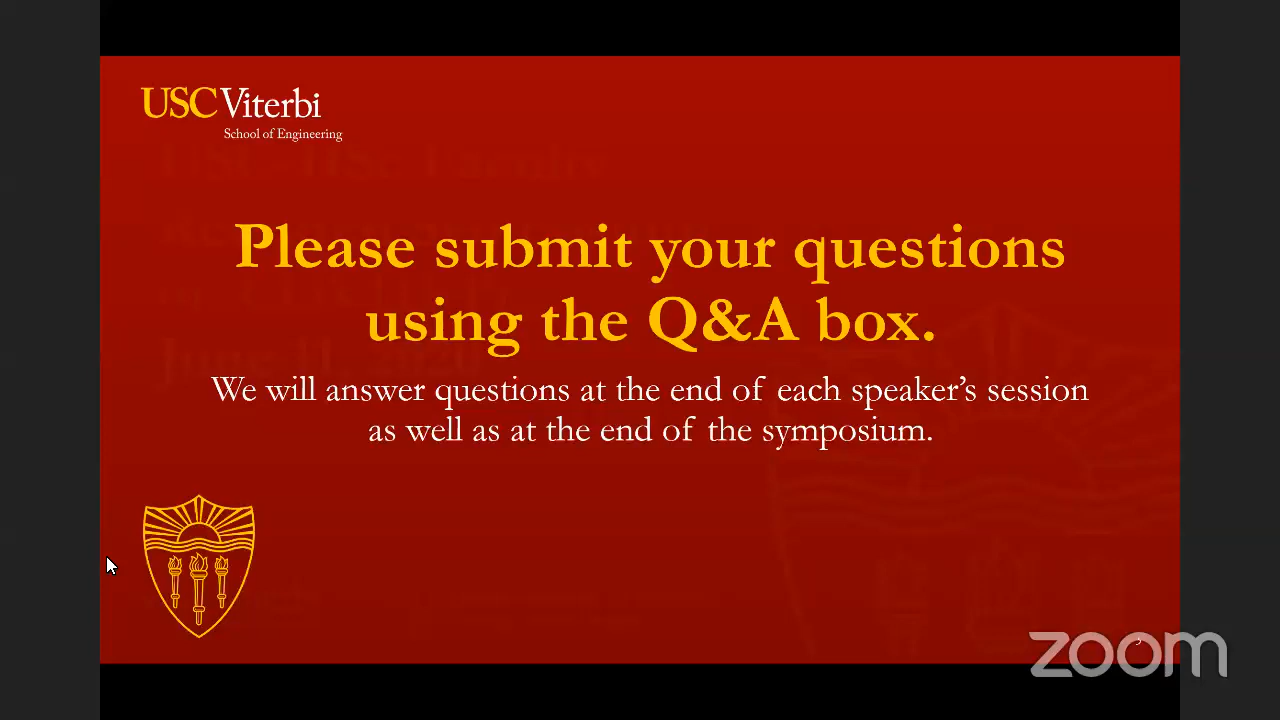 USC Viterbi
School of Engineering
Please submit your questions
using the Q&A box.
We will answer questions at the end of each speaker’s session
as well as at the end of the symposium.
3
zoom